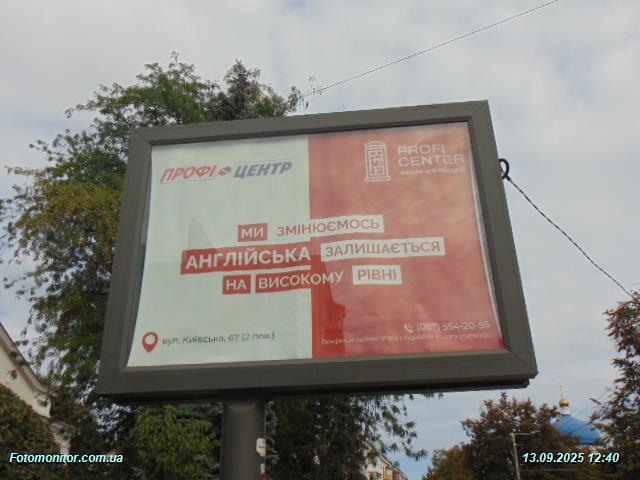 ПРОФІ ЦЕНТР
PROFI
CENTER
МИ ЗМІНЮЄМОСЬ
АНГЛІЙСЬКА ЗАЛИШАЄТЬСЯ
НА ВИСОКОМУ РІВНІ
вул. Київська, 67 (2 пов.)
(067) 554-20-55
Fotomonitor.com.ua
13.09.2025 12:40